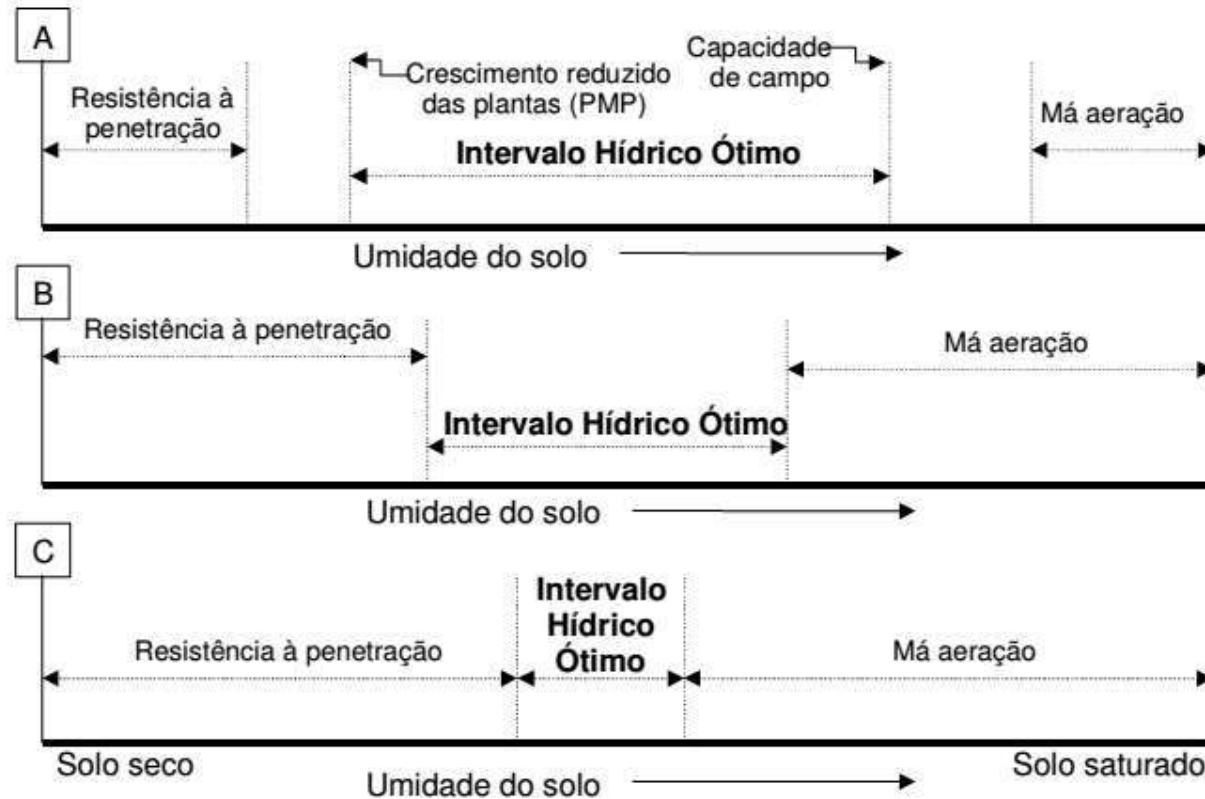 A
Resistência à
penetração
Crescimento reduzido
das plantas (PMP)
Capacidade
de campo
Má aeração
Intervalo Hídrico Ótimo
Umidade do solo
B
Resistência à penetração
Má aeração
Intervalo Hídrico Ótimo
Umidade do solo
C
Intervalo
Hídrico
Ótimo
Resistência à penetração
Má aeração
Solo seco
Umidade do solo
Solo saturado